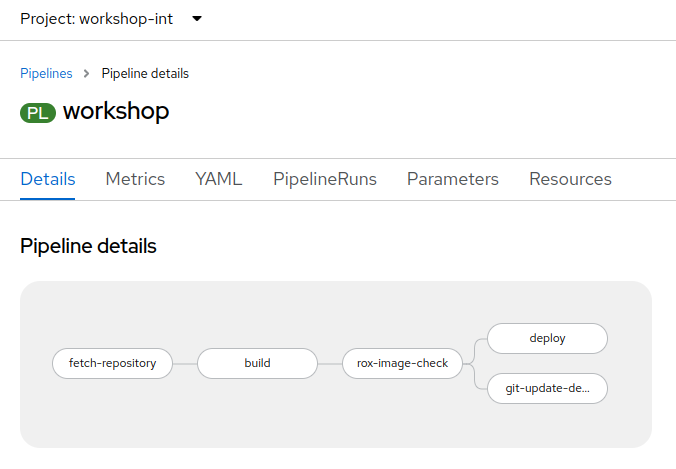 Project: workshop-int
Pipelines > Pipeline details
PL workshop
Details Metrics YAML PipelineRuns Parameters Resources
Pipeline details
fetch-repository
build
rox-image-check
deploy
git-update-de...